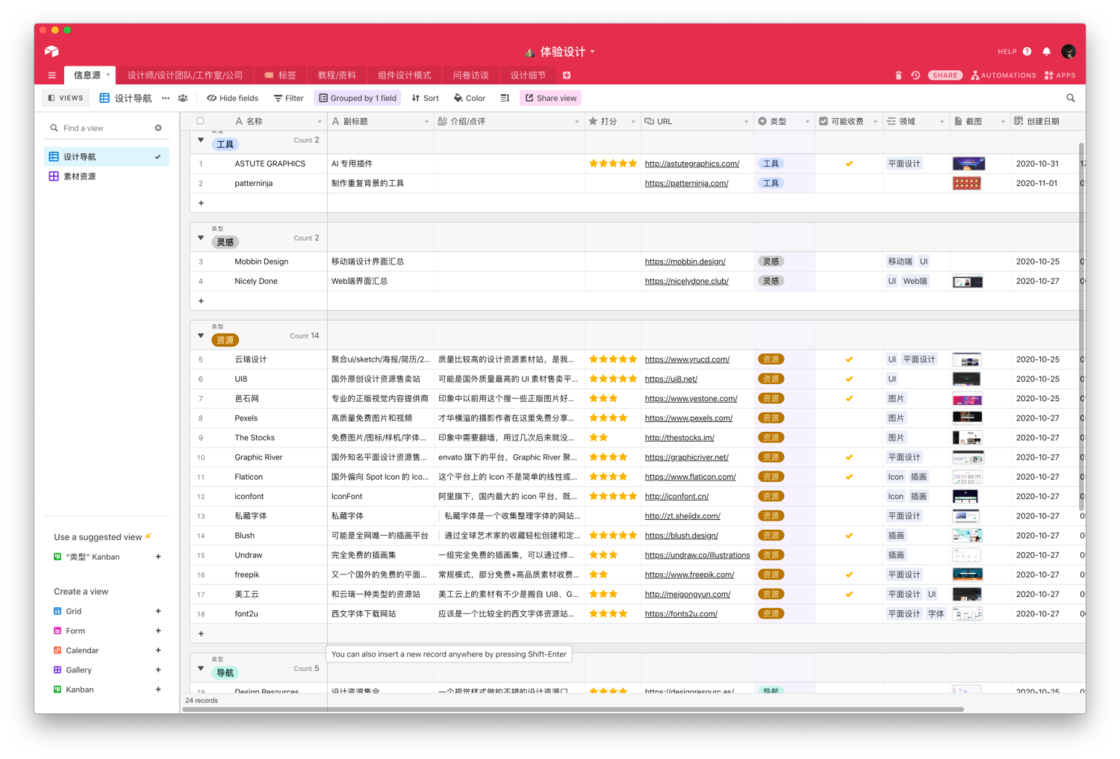 体验设计
HELP
信息源 设计师/设计团队/工作室/公司 标签 教程/资料 组件设计模式 问卷访谈 设计细节 SHARE AUTOMATIONS APPS
VIEWS 设计导航 ... Hide fields Filter Grouped by 1 field Sort Color Share view
Find a view
设计导航
素材资源
Use a suggested view
“类型” Kanban +
Create a view
Grid +
Form +
Calendar +
Gallery +
Kanban +
名称 副标题 介绍/点评 打分 URL 类型 可能收费 领域 截图 创建日期
工具 Count 2
1 ASTUTE GRAPHICS AI 专用插件 http://astutegraphics.com/ 工具 平面设计 2020-10-31
2 patterninja 制作重复背景的工具 https://patterninja.com/ 工具 2020-11-01
+
类型
灵感 Count 2
3 Mobbin Design 移动端设计界面汇总 https://mobbin.design/ 灵感 移动端 UI 2020-10-25
4 Nicely Done Web端界面汇总 https://nicelydone.club/ 灵感 UI Web端 2020-10-27
+
类型
资源 Count 14
5 云瑞设计 聚合ui/sketch/海报/简历/2... 质量比较高的设计资源素材站，是我... https://www.yrucd.com/ 资源 UI 平面设计 2020-10-25
6 UI8 国外原创设计资源售卖站 可能是国外质量最高的 UI 素材售卖平... https://ui8.net/ 资源 UI 2020-10-25
7 邑石网 专业的正版视觉内容提供商 印象中以前用这个搜一些正版图片好... https://www.yestone.com/ 资源 图片 2020-10-25
8 Pexels 高质量免费图片和视频 才华横溢的摄影作者在这里免费分享... https://www.pexels.com/ 资源 图片 2020-10-27
9 The Stocks 免费图片/图标/样机/字体... 印象中需要翻墙，用过几次后来就没... http://thestocks.im/ 资源 图片 2020-10-27
10 Graphic River 国外知名平面设计资源售... envato 旗下的平台，Graphic River 聚... https://graphicriver.net/ 资源 平面设计 2020-10-27
11 Flaticon 国外偏向 Spot Icon 的 Ico... 这个平台上的 Icon 不是简单的线性或... https://www.flaticon.com/ 资源 Icon 插画 2020-10-27
12 iconfont IconFont 阿里旗下，国内最大的 icon 平台，既... http://iconfont.cn/ 资源 Icon 插画 2020-10-27
13 私藏字体 私藏字体 私藏字体是一个收集整理字体的网站... http://zt.shejidx.com/ 资源 平面设计 2020-10-27
14 Blush 可能是全网唯一的插画平台 通过全球艺术家的收藏轻松创建和定... https://blush.design/ 资源 插画 2020-10-27
15 Undraw 完全免费的插画集 一组完全免费的插画集，可以通过修... https://undraw.co/illustrations 资源 插画 2020-10-27
16 freepik 又一个国外的免费的平面... 常规模式，部分免费+高品质素材收费... https://www.freepik.com/ 资源 平面设计 2020-10-27
17 美工云 和云瑞一种类型的资源站 美工云上的素材有不少是搬自 UI8、G... http://meigongyun.com/ 资源 平面设计 UI 2020-10-27
18 font2u 西文字体下载网站 应该是一个比较全的西文字体资源站... https://fonts2u.com/ 资源 平面设计 字体 2020-10-27
+
You can also insert a new record anywhere by pressing Shift-Enter
类型
导航 Count 5
19 Design Resources 设计资源集合 https://designresourc.es/ 导航 2020-10-25
24 records